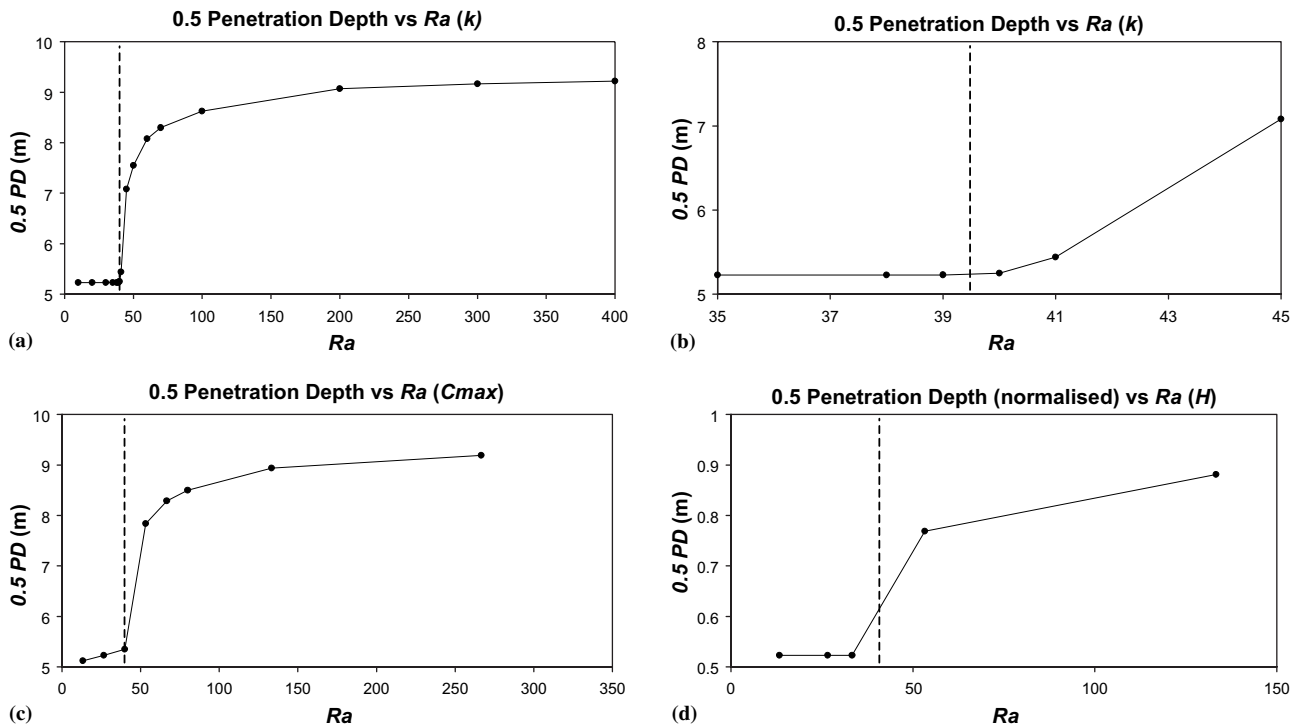 0.5 Penetration Depth vs Ra (k)
10
9
8
7
6
5
0.5 PD (m)
0 50 100 150 200 250 300 350 400
(a)
Ra
0.5 Penetration Depth vs Ra (k)
8
7
6
5
0.5 PD (m)
35 37 39 41 43 45
(b)
Ra
0.5 Penetration Depth vs Ra (Cmax)
10
9
8
7
6
5
0.5 PD (m)
0 50 100 150 200 250 300 350
(c)
Ra
0.5 Penetration Depth (normalised) vs Ra (H)
1
0.9
0.8
0.7
0.6
0.5
0.5 PD (m)
0 50 100 150
(d)
Ra